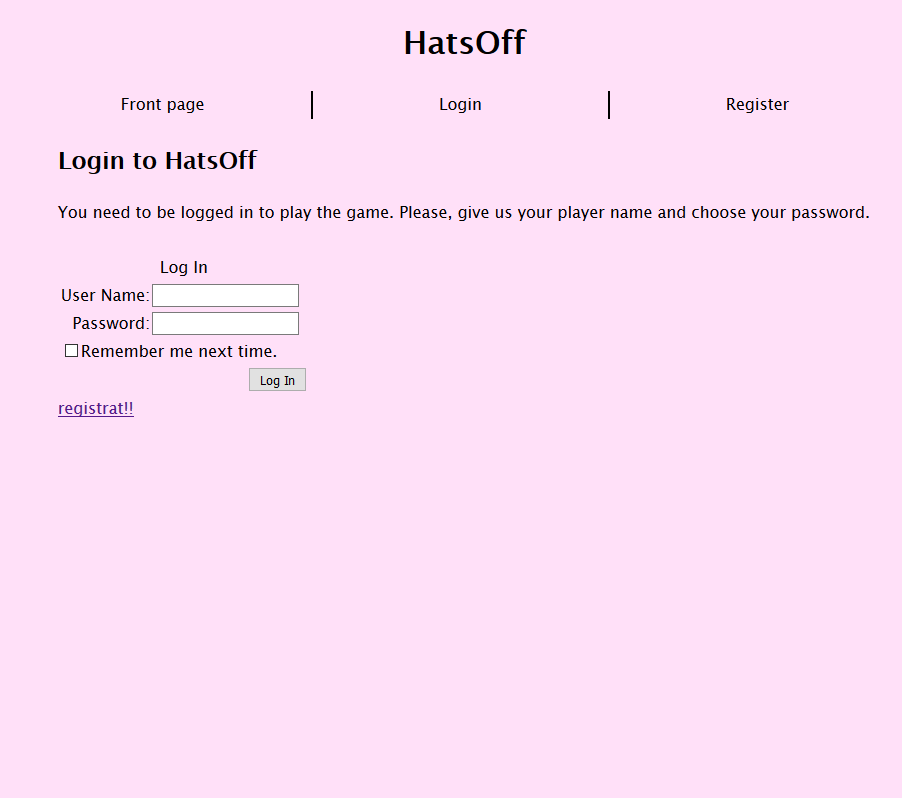 HatsOff
Front page Login Register
Login to HatsOff
You need to be logged in to play the game. Please, give us your player name and choose your password.
Log In
User Name:
Password:
Remember me next time.
Log In
registrat!!